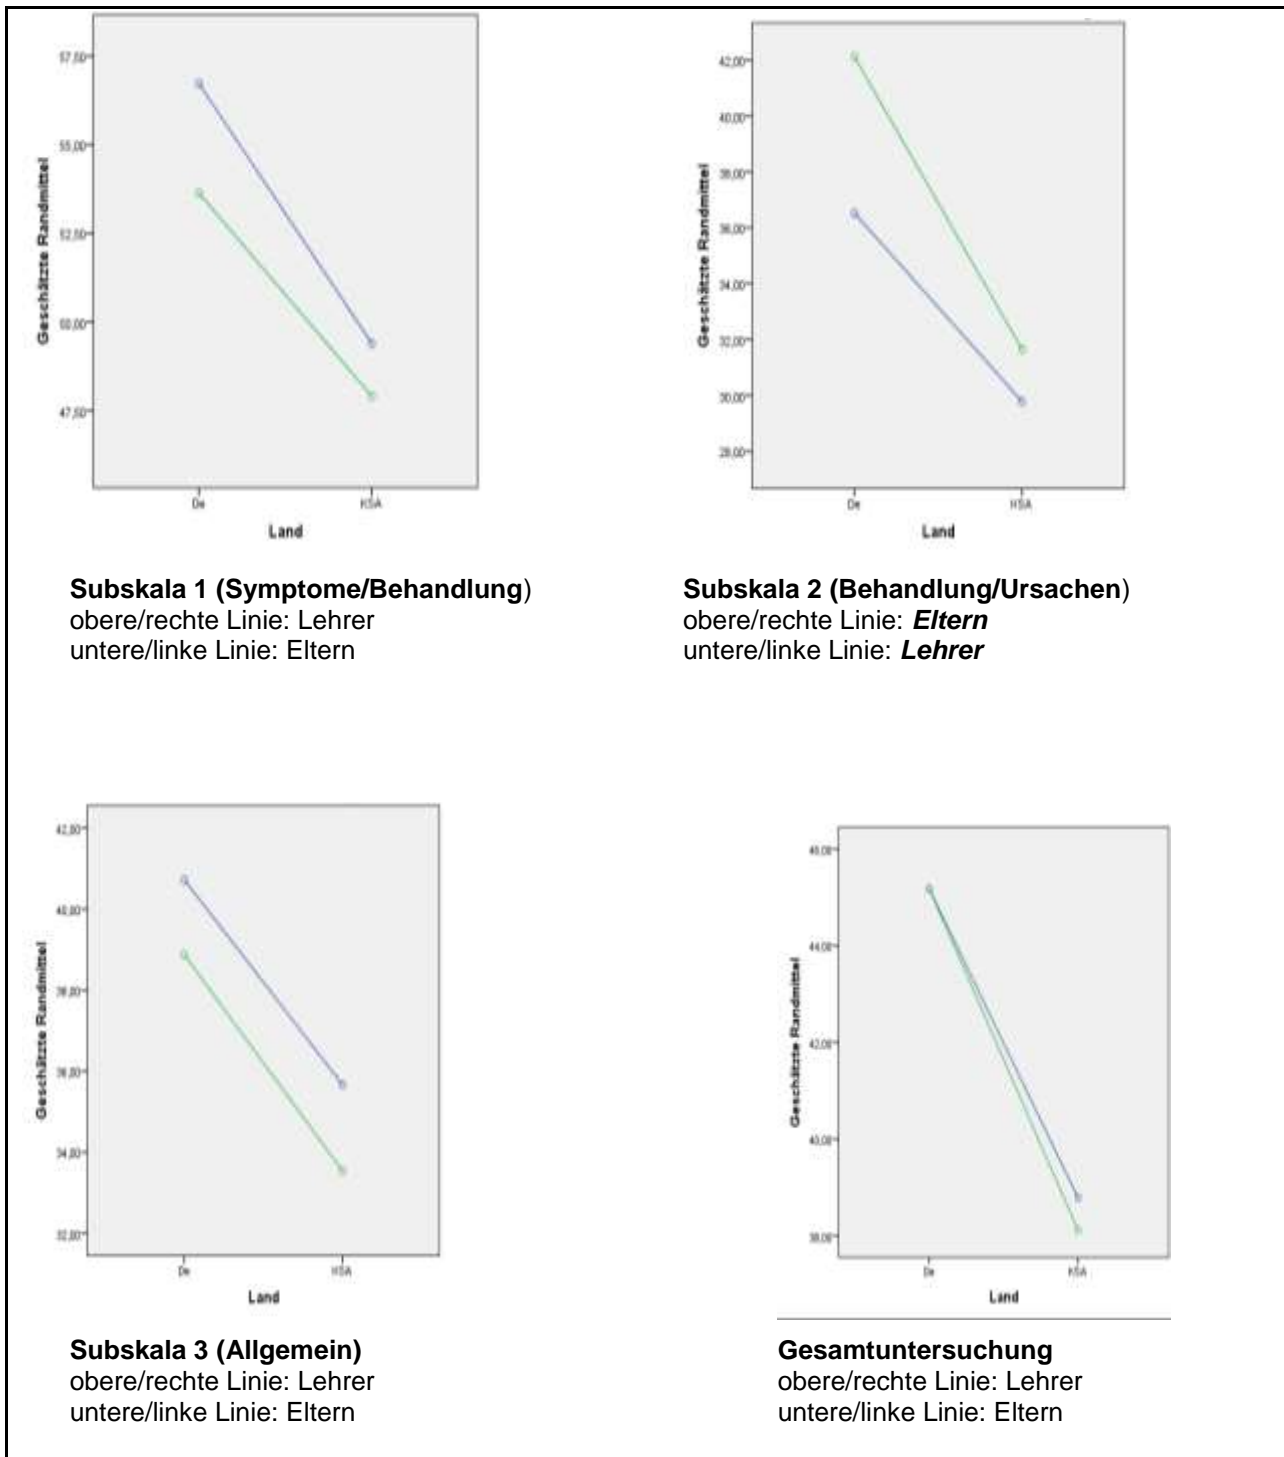 57,50
55,00
52,50
50,00
47,50
Geschätzte Randmittel
De
KSA
Land
Subskala 1 (Symptome/Behandlung)
obere/rechte Linie: Lehrer
untere/linke Linie: Eltern
42,00
40,00
38,00
36,00
34,00
32,00
30,00
28,00
Geschätzte Randmittel
De
KSA
Land
Subskala 2 (Behandlung/Ursachen)
obere/rechte Linie: Eltern
untere/linke Linie: Lehrer
42,00
40,00
38,00
36,00
34,00
32,00
Geschätzte Randmittel
De
KSA
Land
Subskala 3 (Allgemein)
obere/rechte Linie: Lehrer
untere/linke Linie: Eltern
46,00
44,00
42,00
40,00
38,00
Geschätzte Randmittel
De
KSA
Land
Gesamtuntersuchung
obere/rechte Linie: Lehrer
untere/linke Linie: Eltern